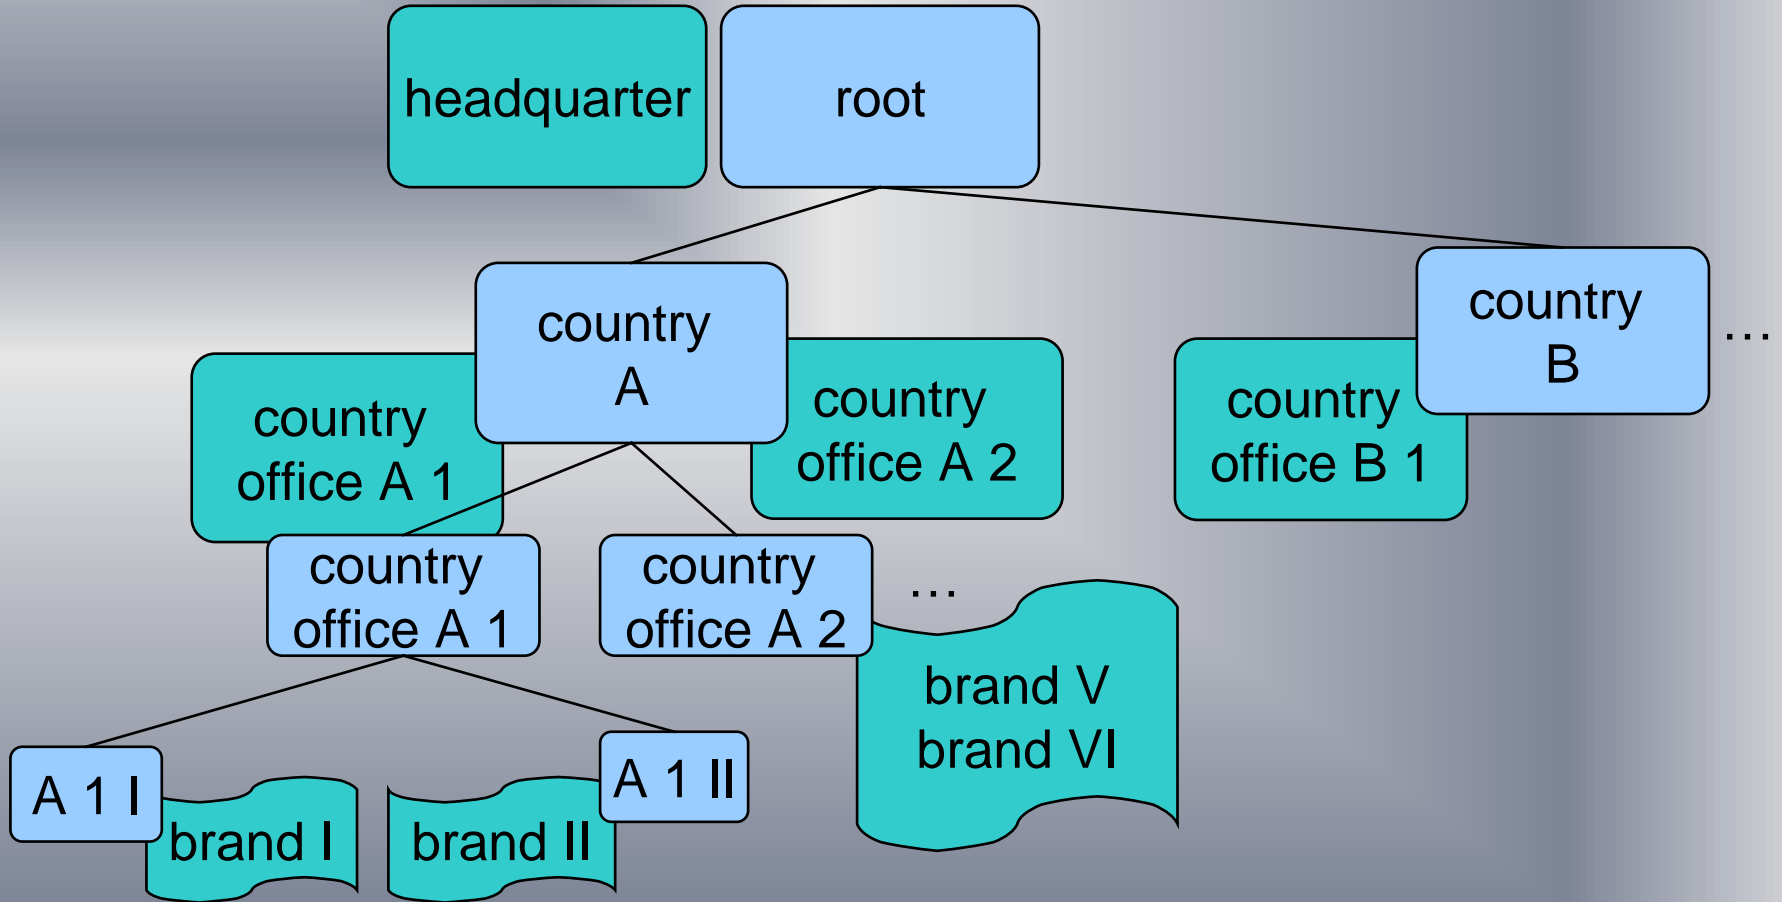 headquarter
root
country
A
country
B
…
country
office A 1
country
office A 2
country
office B 1
country
office A 1
country
office A 2
…
brand V
brand VI
A 1 I
brand I
brand II
A 1 II